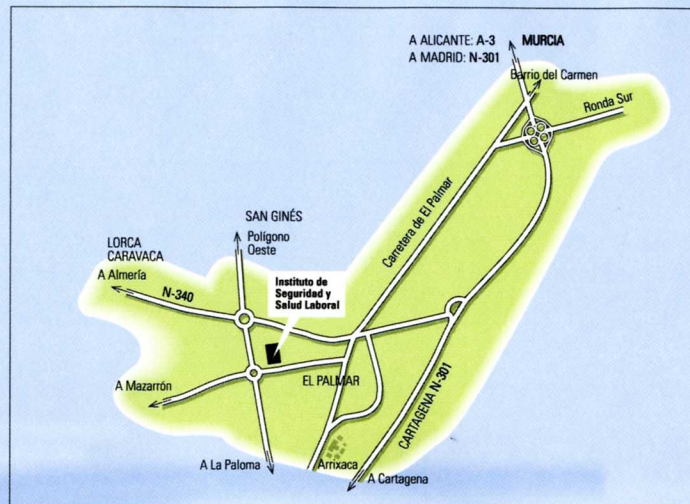 A ALICANTE: A-3
MURCIA
A MADRID: N-301
Barrio del Carmen
Ronda Sur
Carretera de El Palmar
SAN GINÉS
Polígono
Oeste
LORCA
CARAVACA
A Almería
N-340
Instituto de
Seguridad y
Salud Laboral
A Mazarrón
EL PALMAR
CARTAGENA N-301
A La Paloma
Arrixaca
A Cartagena